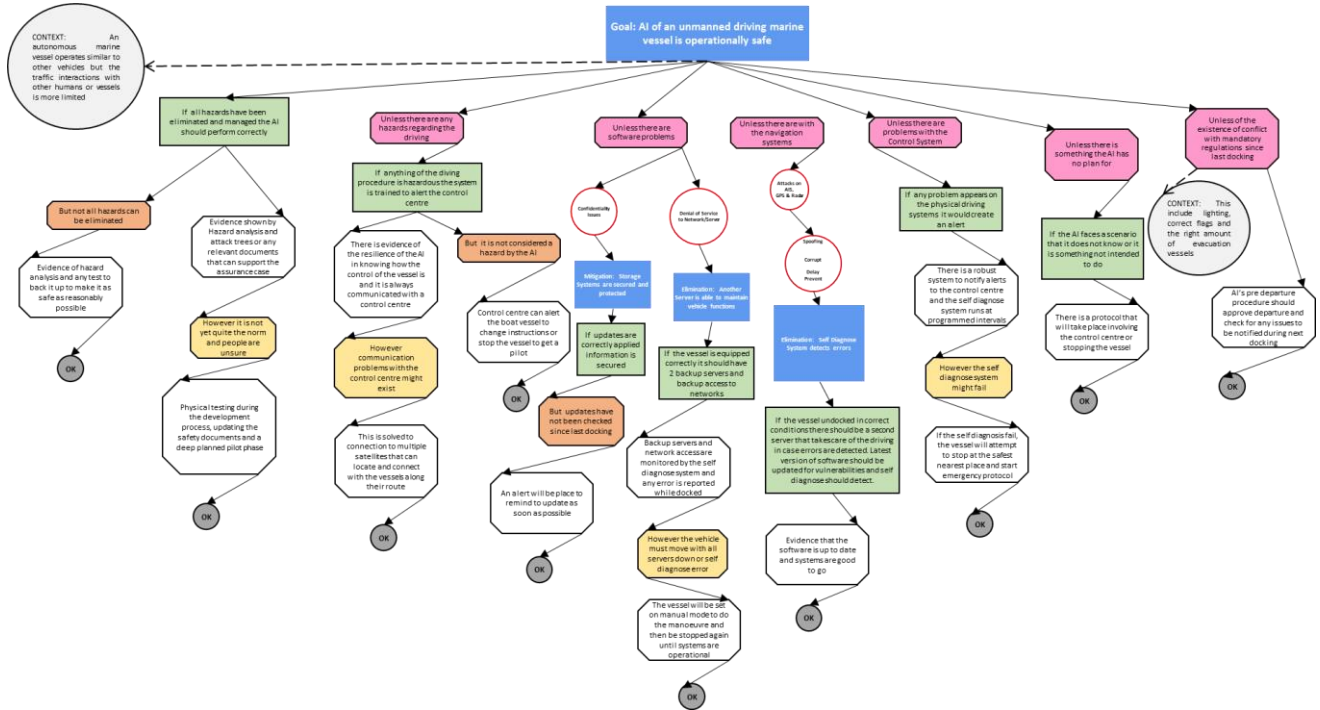 Goal: AI of an unmanned driving marine
vessel is operationally safe
CONTEXT: An
autonomous marine
vessel operates similar to
other vehicles but the
traffic interactions with
other humans or vessels
is more limited
If all hazards have been
eliminated and managed the AI
should perform correctly
But not all hazards can
be eliminated
Evidence of hazard
analysis and any test to
back it up to make it as
safe as reasonably
possible
OK
Evidence shown by
Hazard analysis and
attack trees or any
relevant documents
that can support the
assurance case
However it is not
yet quite the norm
and people are
unsure
Physical testing during
the development
process, updating the
safety documents and a
deep planned pilot phase
OK
Unless there are any
hazards regarding the
driving
If anything of the diving
procedure is hazardous the system
is trained to alert the control
centre
There is evidence of
the resilience of the AI
in knowing how the
control of the vessel is
and it is always
communicated with a
control centre
However
communication
problems with the
control centre might
exist
This is solved to
connection to multiple
satellites that can
locate and connect
with the vessels along
their route
OK
But it is not considered a
hazard by the AI
Control centre can alert
the boat vessel to
change instructions or
stop the vessel to get a
pilot
OK
Unless there are
software problems
Confidentiality
Issues
Mitigation: Storage
Systems are secured and
protected
If updates are
correctly applied
information is
secured
But updates have
not been checked
since last docking
An alert will be place to
remind to update as
soon as possible
OK
Denial of Service
to Network/Server
Elimination: Another
Server is able to maintain
vehicle functions
If the vessel is equipped
correctly it should have
2 backup servers and
backup access to
networks
Backup servers and
network access are
monitored by the self
diagnose system and
any error is reported
while docked
However the vehicle
must move with all
servers down or self
diagnose error
The vessel will be set
on manual mode to do
the manoeuvre and
then be stopped again
until systems are
operational
OK
Unless there are with
the navigation
systems
Attacks on
AIS,
GPS & Radar
Spoofing
Corrupt
Delay
Prevent
Elimination: Self Diagnose
System detects errors
If the vessel undocked in correct
conditions there should be a second
server that takes care of the driving
in case errors are detected. Latest
version of software should be
updated for vulnerabilities and self
diagnose should detect.
Evidence that the
software is up to date
and systems are good
to go
OK
Unless there are
problems with the
Control System
If any problem appears on
the physical driving
systems it would create
an alert
There is a robust
system to notify alerts
to the control centre
and the self diagnose
system runs at
programmed intervals
However the self
diagnose system
might fail
If the self diagnosis fail,
the vessel will attempt
to stop at the safest
nearest place and start
emergency protocol
OK
Unless there is
something the AI has
no plan for
If the AI faces a scenario
that it does not know or it
is something not intended
to do
There is a protocol that
will take place involving
the control centre or
stopping the vessel
OK
Unless of the
existence of conflict
with mandatory
regulations since
last docking
CONTEXT: This
include lighting,
correct flags and
the right amount
of evacuation
vessels
AI's pre departure
procedure should
approve departure and
check for any issues to
be notified during next
docking
OK